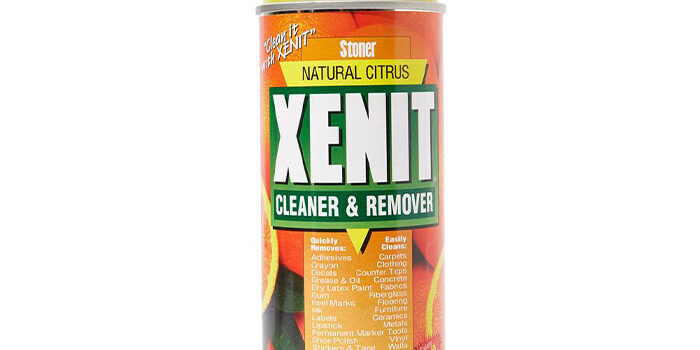 "Clean it
with XENIT"
Stoner
NATURAL CITRUS
XENIT
CLEANER & REMOVER
Quickly
Removes:
Adhesives
Crayon
Decals
Grease & Oil
Dry Latex Paint
Gum
Heel Marks
Ink
Labels
Lipstick
Permanent Marker
Shoe Polish
Stickers & Tape
Easily
Cleans:
Carpets
Clothing
Counter Tops
Concrete
Fabrics
Fiberglass
Flooring
Furniture
Ceramics
Metals
Tools
Vinyl
Walls